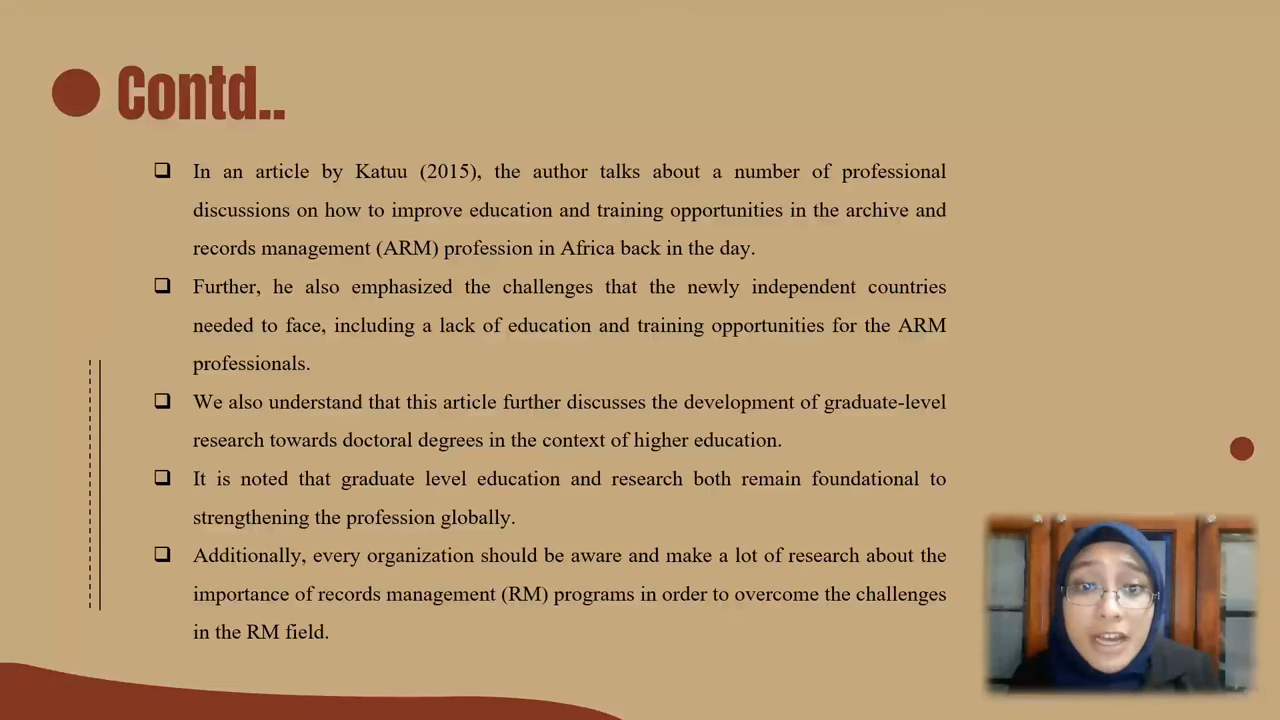 Contd..
❑ In an article by Katuu (2015), the author talks about a number of professional
discussions on how to improve education and training opportunities in the archive and
records management (ARM) profession in Africa back in the day.
❑ Further, he also emphasized the challenges that the newly independent countries
needed to face, including a lack of education and training opportunities for the ARM
professionals.
❑ We also understand that this article further discusses the development of graduate-level
research towards doctoral degrees in the context of higher education.
❑ It is noted that graduate level education and research both remain foundational to
strengthening the profession globally.
❑ Additionally, every organization should be aware and make a lot of research about the
importance of records management (RM) programs in order to overcome the challenges
in the RM field.